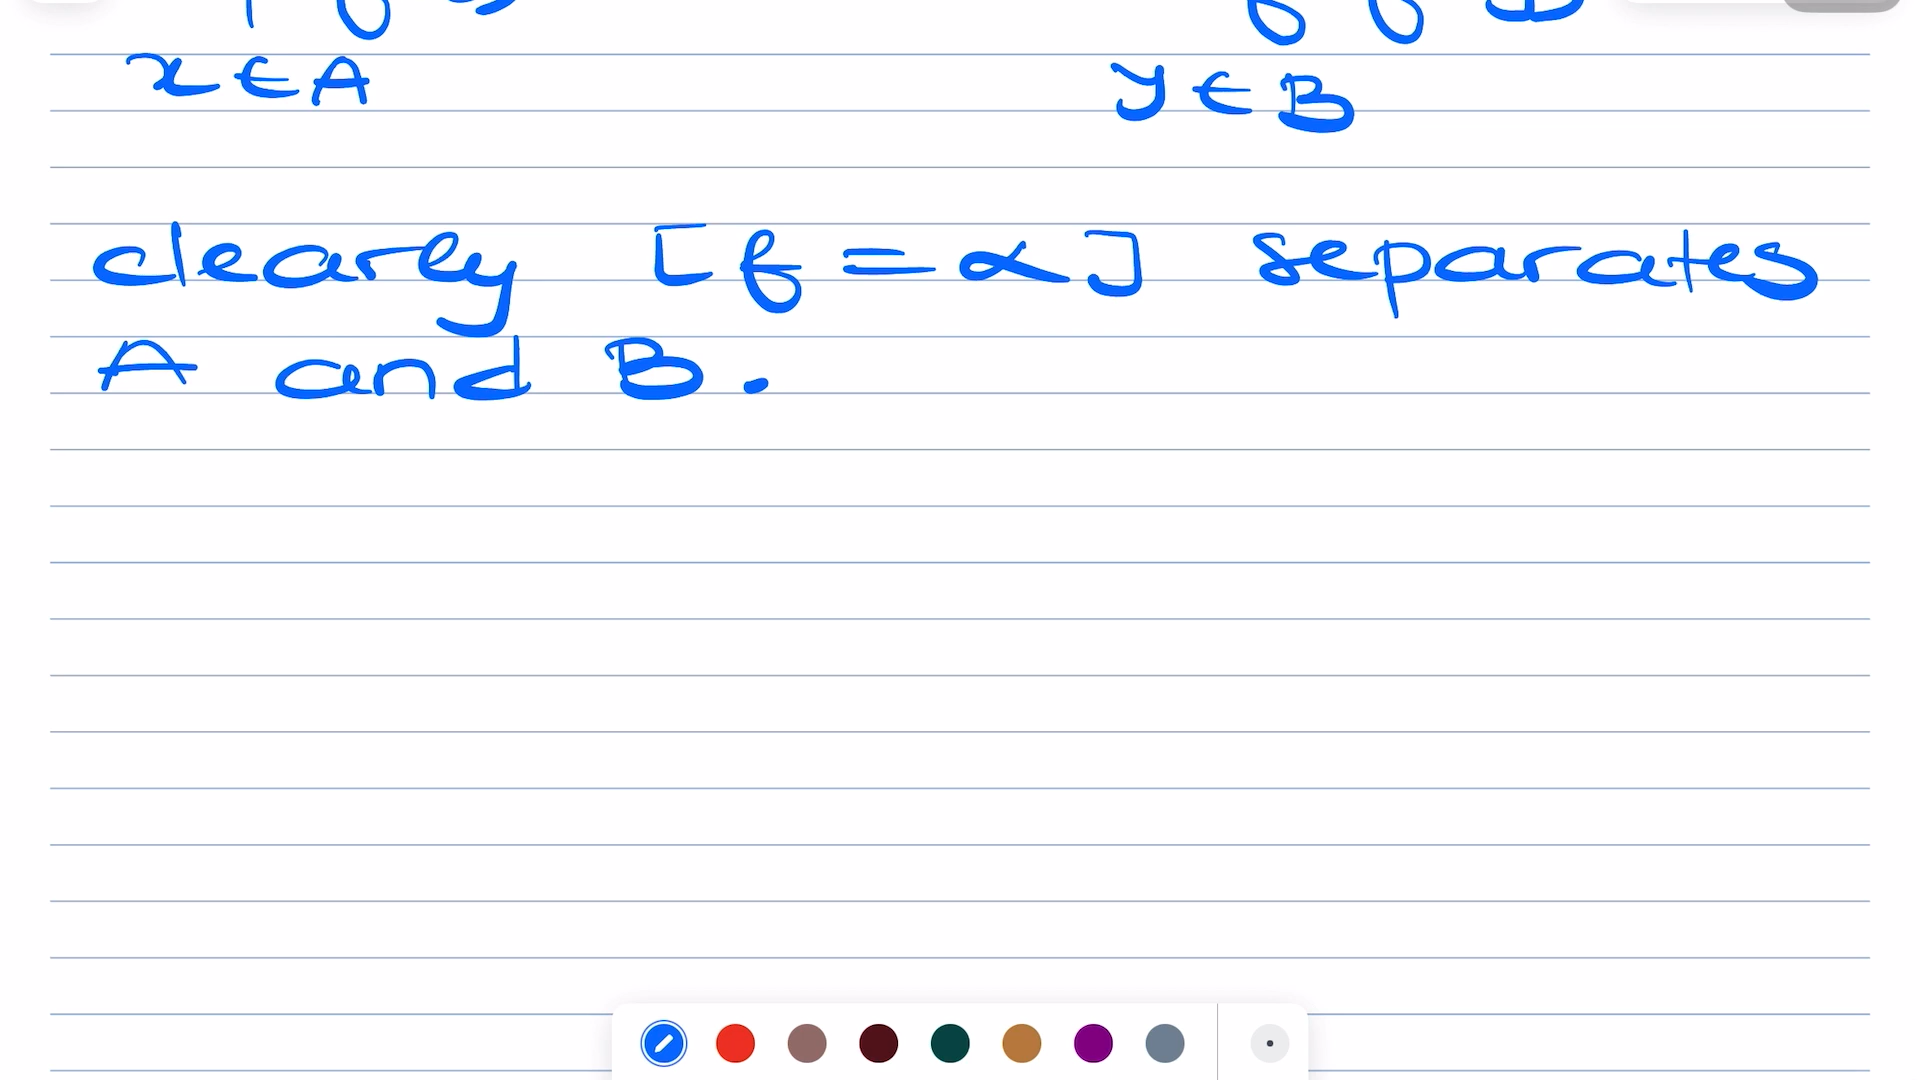 x ∈ A y ∈ B
clearly [f = α] separates
A and B.